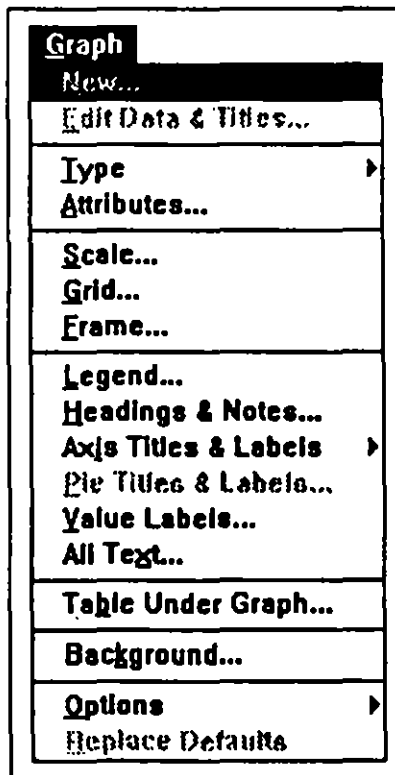 Graph
New...
Edit Data & Titles...
Type
Attributes...
Scale...
Grid...
Frame...
Legend...
Headings & Notes...
Axis Titles & Labels
Pie Titles & Labels...
Value Labels...
All Text...
Table Under Graph...
Background...
Options
Replace Defaults